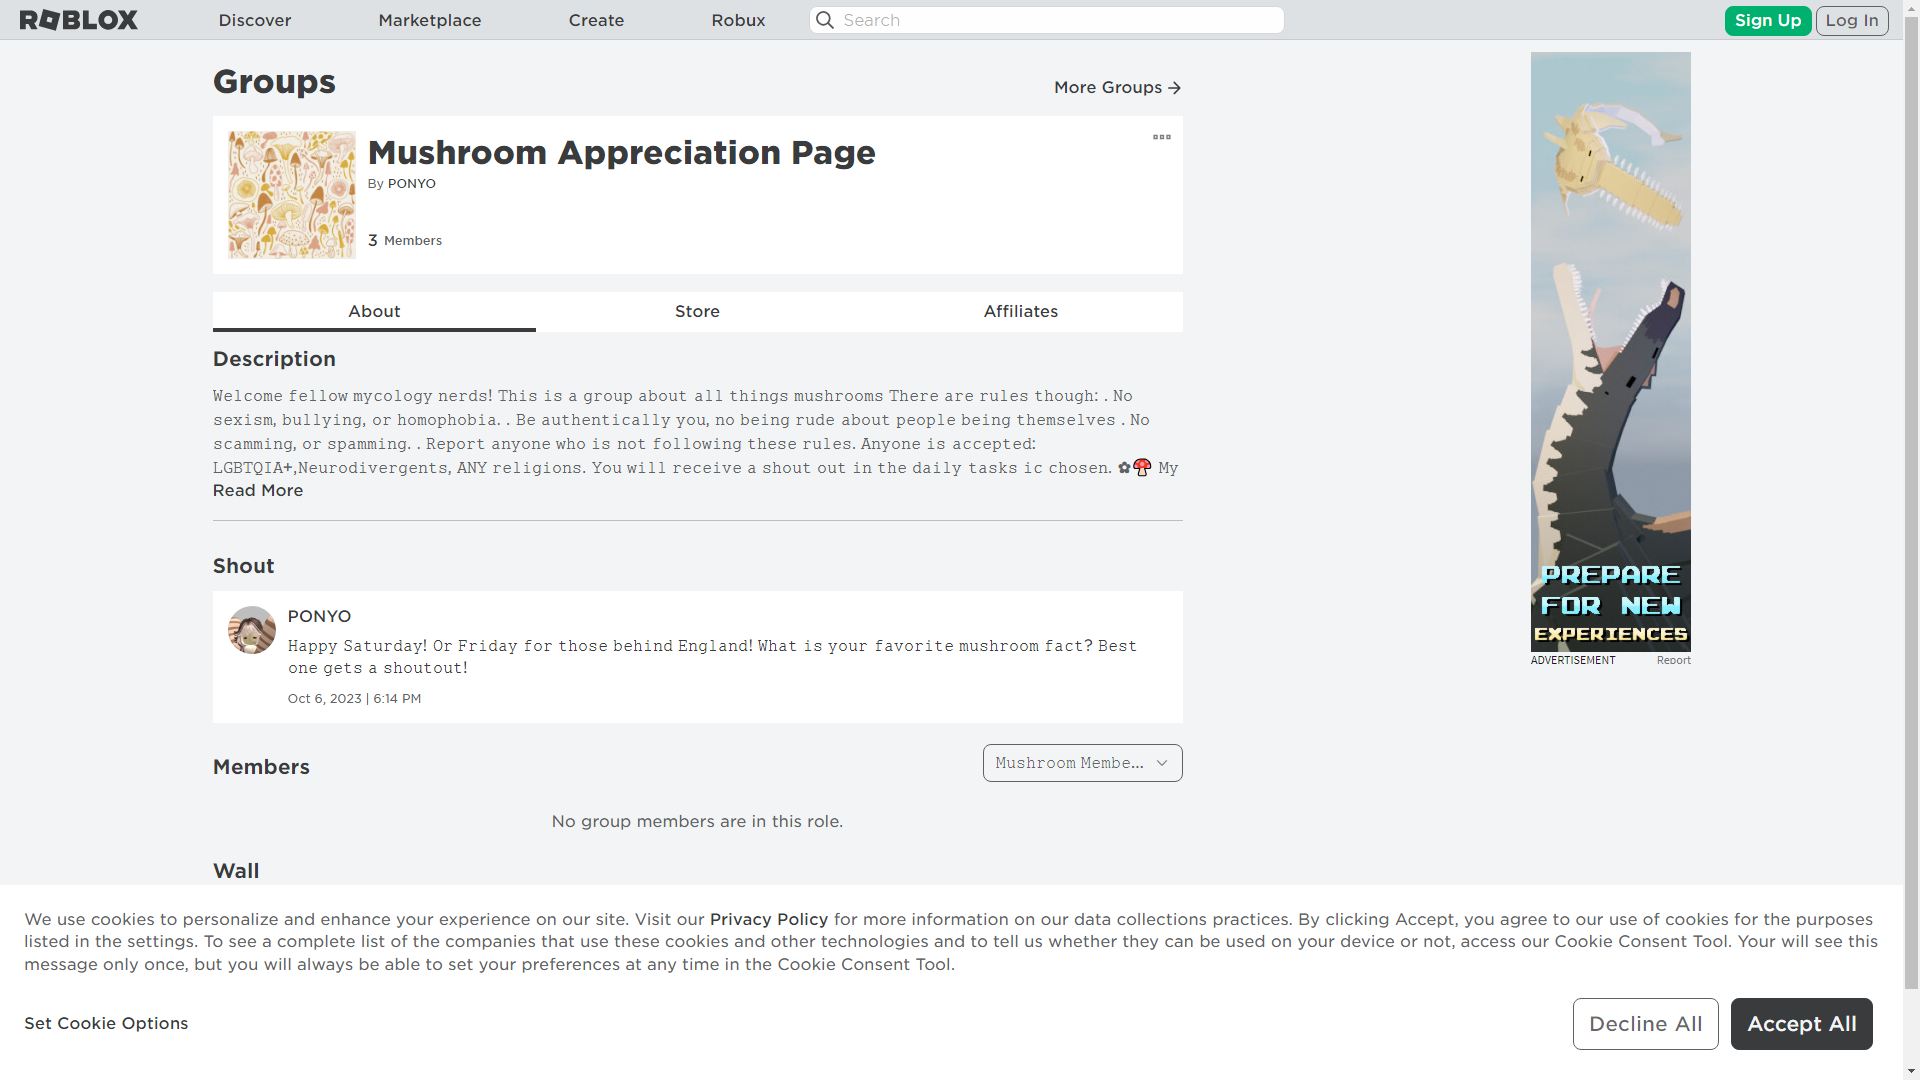 ROBLOX
Discover
Marketplace
Create
Robux
Search
Sign Up
Log In
Groups
More Groups
Mushroom Appreciation Page
By PONYO
3 Members
About
Store
Affiliates
Description
Welcome fellow mycology nerds! This is a group about all things mushrooms There are rules though: . No
sexism, bullying, or homophobia. . Be authentically you, no being rude about people being themselves . No
scamming, or spamming. . Report anyone who is not following these rules. Anyone is accepted:
LGBTQIA+,Neurodivergents, ANY religions. You will receive a shout out in the daily tasks ic chosen. ✿🍄 My
Read More
Shout
PONYO
Happy Saturday! Or Friday for those behind England! What is your favorite mushroom fact? Best
one gets a shoutout!
Oct 6, 2023 | 6:14 PM
Members
Mushroom Membe...
No group members are in this role.
Wall
PREPARE
FOR NEW
EXPERIENCES
ADVERTISEMENT
Report
We use cookies to personalize and enhance your experience on our site. Visit our Privacy Policy for more information on our data collections practices. By clicking Accept, you agree to our use of cookies for the purposes
listed in the settings. To see a complete list of the companies that use these cookies and other technologies and to tell us whether they can be used on your device or not, access our Cookie Consent Tool. Your will see this
message only once, but you will always be able to set your preferences at any time in the Cookie Consent Tool.
Set Cookie Options
Decline All
Accept All